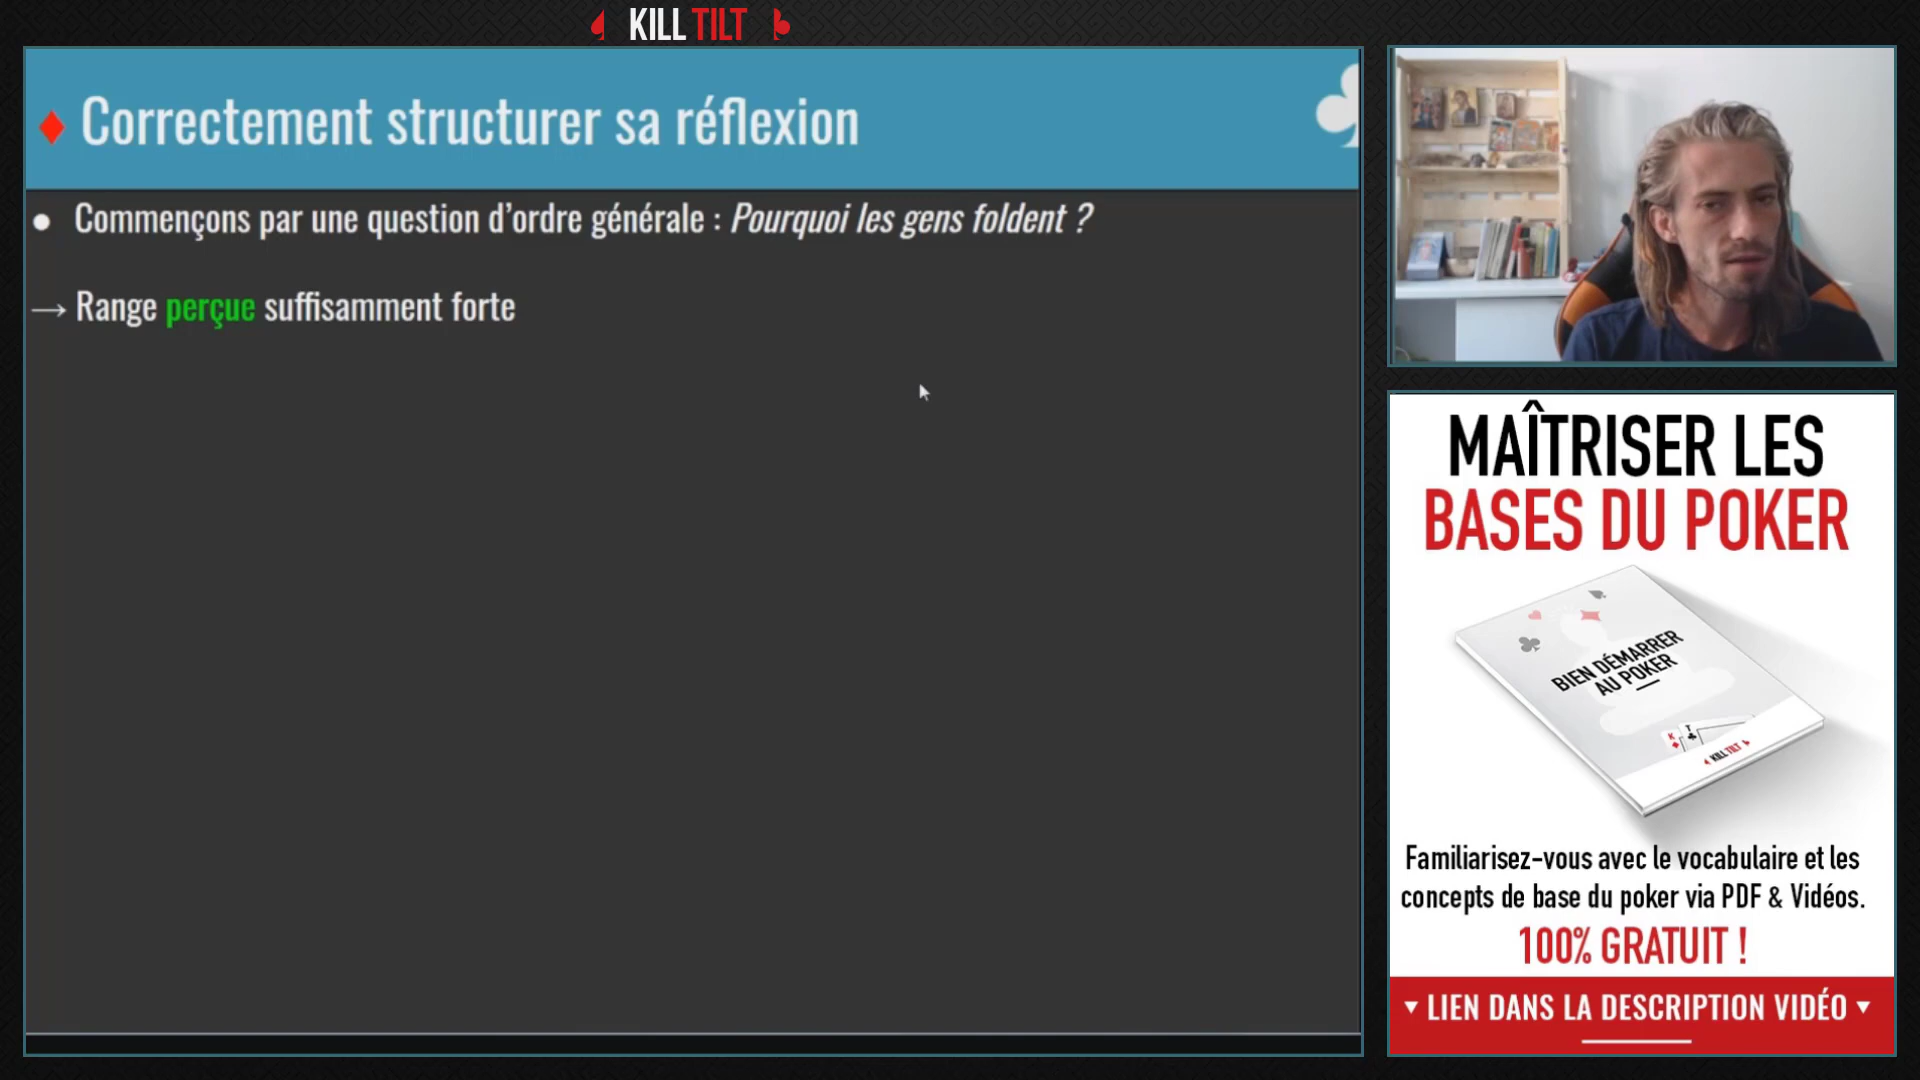 KILL TILT
Correctement structurer sa réflexion
● Commençons par une question d’ordre générale : Pourquoi les gens foldent ?
→ Range perçue suffisamment forte
MAÎTRISER LES
BASES DU POKER
BIEN DÉMARRER
AU POKER
K
T
KILL TILT
Familiarisez-vous avec le vocabulaire et les
concepts de base du poker via PDF & Vidéos.
100% GRATUIT !
▼ LIEN DANS LA DESCRIPTION VIDÉO ▼